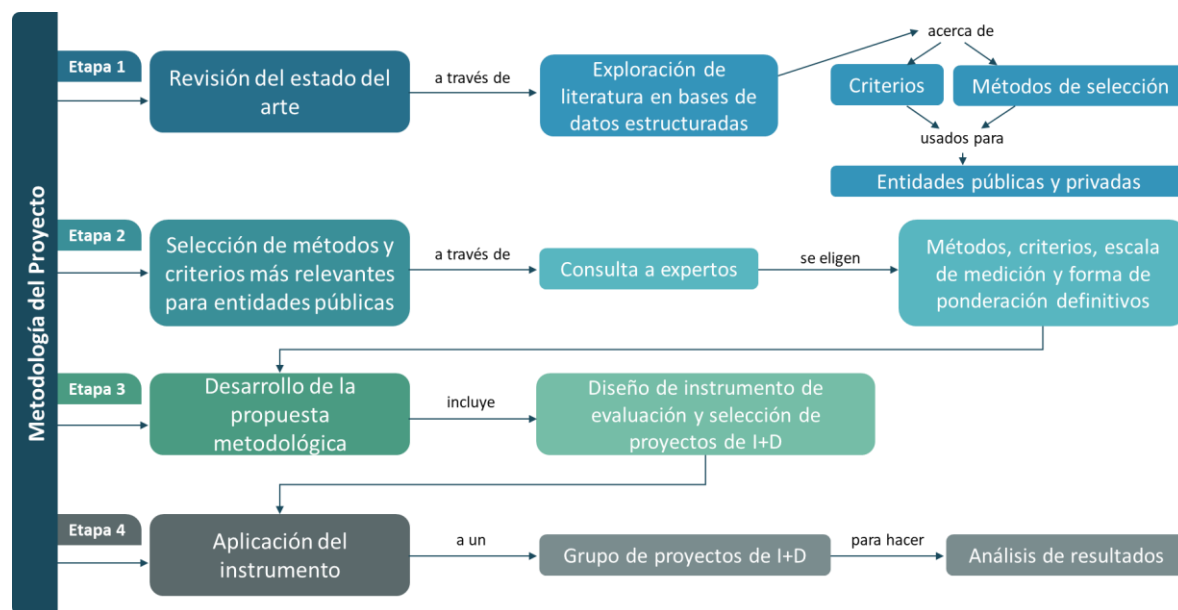 Metodología del Proyecto
Etapa 1
Revisión del estado del
arte
a través de
Exploración de
literatura en bases de
datos estructuradas
acerca de
Criterios
Métodos de selección
usados para
Entidades públicas y privadas
Etapa 2
Selección de métodos y
criterios más relevantes
para entidades públicas
a través de
Consulta a expertos
se eligen
Métodos, criterios, escala
de medición y forma de
ponderación definitivos
Etapa 3
Desarrollo de la
propuesta
metodológica
incluye
Diseño de instrumento de
evaluación y selección de
proyectos de I+D
Etapa 4
Aplicación del
instrumento
a un
Grupo de proyectos de I+D
para hacer
Análisis de resultados